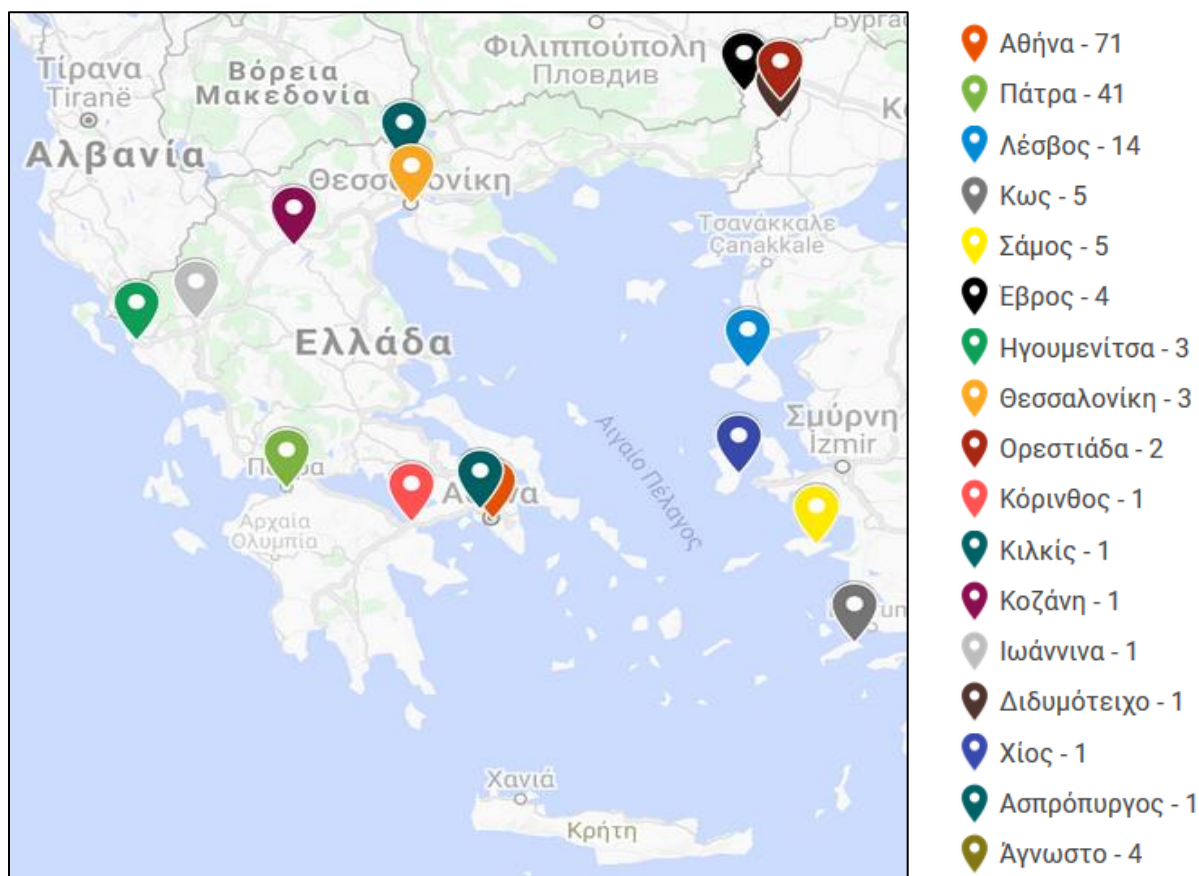 Бургас
Φιλιππούπολη
Пловдив
Τίρανα
Tiranë
Βόρεια
Μακεδονία
Αλβανία
Θεσσαλονίκη
Τσανάκκαλε
Çanakkale
Ελλάδα
Σμύρνη
İzmir
Αιγαίο Πέλαγος
Πάτρα
Αθήνα
Αρχαία
Ολυμπία
Χανιά
Κρήτη
Αθήνα - 71
Πάτρα - 41
Λέσβος - 14
Κως - 5
Σάμος - 5
Έβρος - 4
Ηγουμενίτσα - 3
Θεσσαλονίκη - 3
Ορεστιάδα - 2
Κόρινθος - 1
Κιλκίς - 1
Κοζάνη - 1
Ιωάννινα - 1
Διδυμότειχο - 1
Χίος - 1
Ασπρόπυργος - 1
Άγνωστο - 4